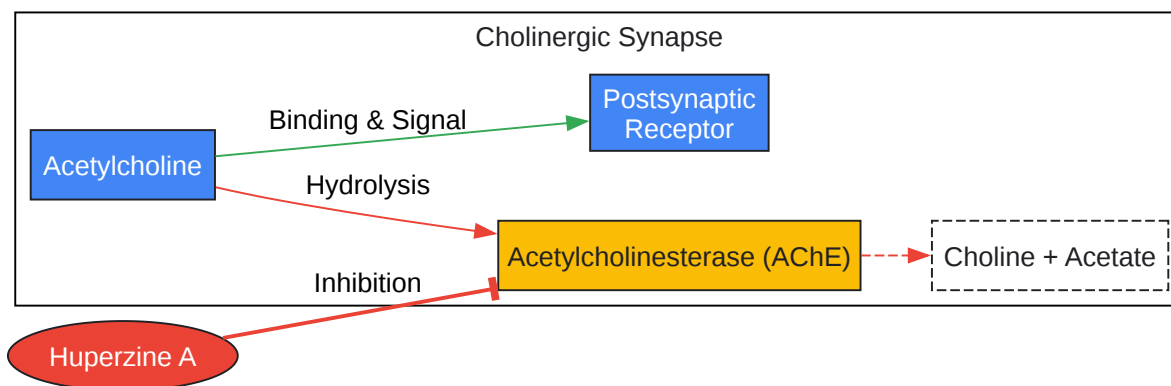 Cholinergic Synapse
Postsynaptic
Receptor
Binding & Signal
Acetylcholine
Hydrolysis
Acetylcholinesterase (AChE)
Choline + Acetate
Inhibition
Huperzine A